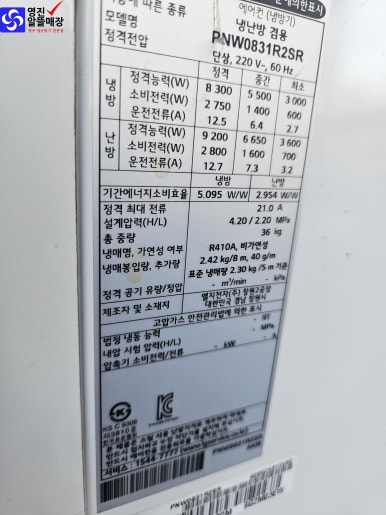 영진
알뜰매장
에어컨 (냉방기)
모델명 냉난방 겸용
정격전압 PNW0831R2SR
단상, 220 V~, 60 Hz
정격 중간 최소
냉방 정격능력(W) 8 300 5 500 3 000
소비전력(W) 2 750 1 400 600
운전전류(A) 12.5 6.4 2.7
난방 정격능력(W) 9 200 6 650 3 600
소비전력(W) 2 800 1 600 700
운전전류(A) 12.7 7.3 3.2
냉방 난방
기간에너지소비효율 5.095 W/W 2.954 W/W
정격 최대 전류 21.0 A
설계압력(H/L) 4.20 / 2.20 MPa
총 중량 36 kg
냉매명, 가연성 여부 R410A, 비가연성
냉매봉입량, 추가량 2.42 kg/8 m, 40 g/m
표준 냉매량 2.30 kg/5 m 기준
정격 공기 유량/정압 - m³/min/ - kPa
제조자 및 소재지 엘지전자(주) 창원2공장
대한민국 경남 창원시
고압가스 안전관리법에 의한 표시
법정 냉동 능력 - RT
내압 시험 압력(H/L) - MPa
압축기 소비전력/전류 - kW - A
KS C 9306
서비스 : 1544-7777